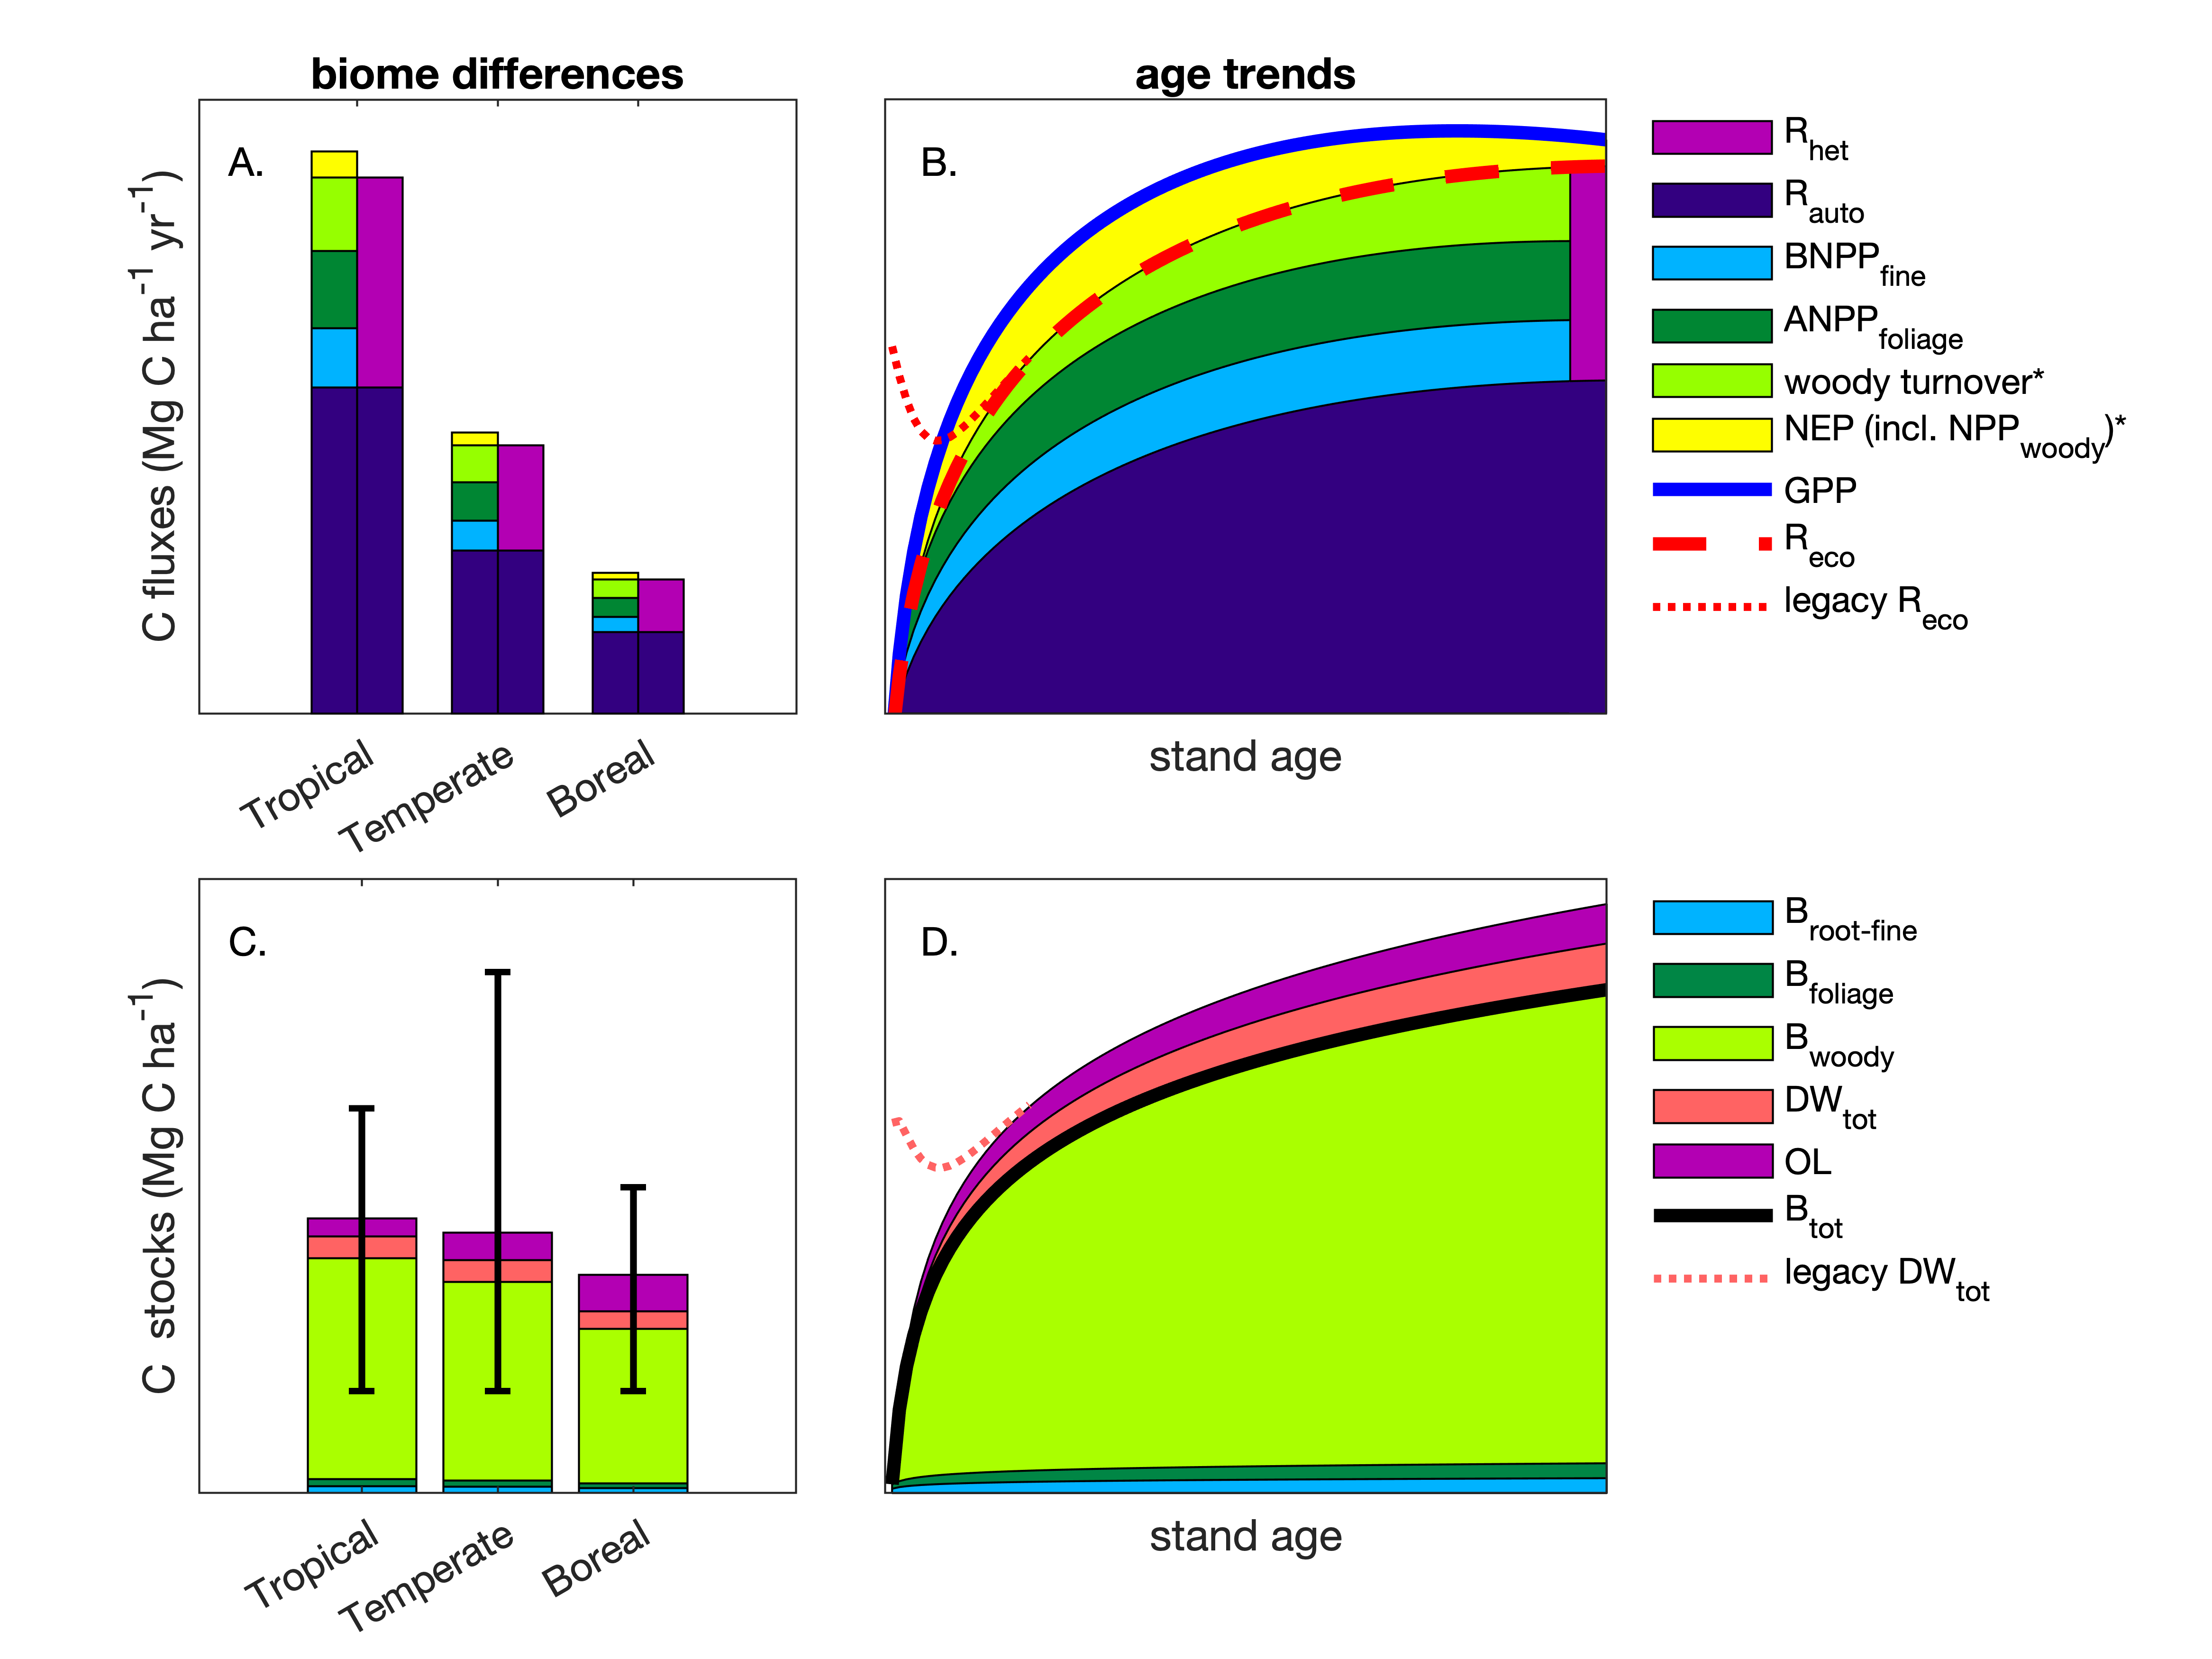 biome differences
age trends
C fluxes (Mg C ha-1 yr-1)
A.
Tropical
Temperate
Boreal
B.
stand age
Rhet
Rauto
BNPPfine
ANPPfoliage
woody turnover*
NEP (incl. NPPwoody)*
GPP
Reco
legacy Reco
C stocks (Mg C ha-1)
C.
Tropical
Temperate
Boreal
D.
stand age
Broot-fine
Bfoliage
Bwoody
DWtot
OL
Btot
legacy DWtot